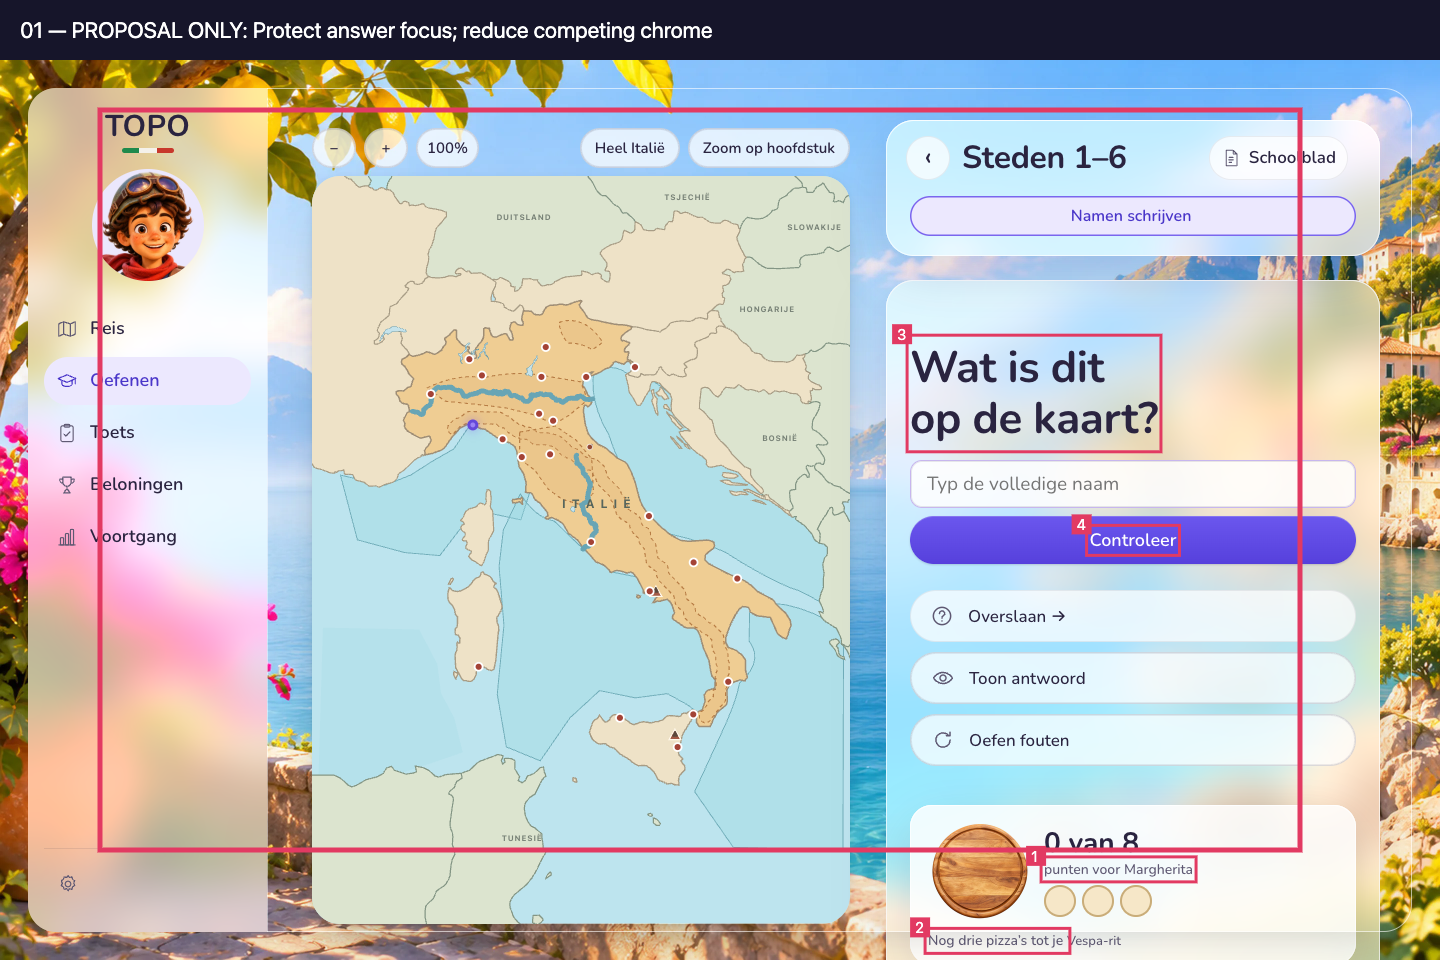 01 — PROPOSAL ONLY: Protect answer focus; reduce competing chrome
TOPO
Reis
Oefenen
Toets
Beloningen
Voortgang
−
+
100%
Heel Italië
Zoom op hoofdstuk
DUITSLAND
TSJECHIË
SLOWAKIJE
HONGARIJE
BOSNIË
ITALIË
TUNESIË
‹
Steden 1–6
Schoolblad
Namen schrijven
3
Wat is dit
op de kaart?
Typ de volledige naam
4
Controleer
Overslaan →
Toon antwoord
Oefen fouten
0 van 8
1
punten voor Margherita
2
Nog drie pizza's tot je Vespa-rit